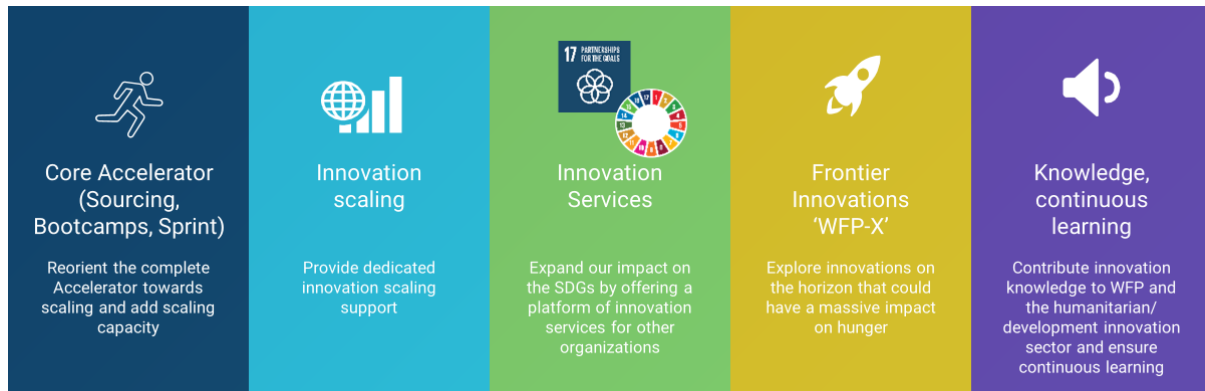 Core Accelerator
(Sourcing,
Bootcamps, Sprint)
Reorient the complete
Accelerator towards
scaling and add scaling
capacity
Innovation
scaling
Provide dedicated
innovation scaling
support
17 PARTNERSHIPS
FOR THE GOALS
Innovation
Services
Expand our impact on
the SDGs by offering a
platform of innovation
services for other
organizations
Frontier
Innovations
‘WFP-X’
Explore innovations on
the horizon that could
have a massive impact
on hunger
Knowledge,
continuous
learning
Contribute innovation
knowledge to WFP and
the humanitarian/
development innovation
sector and ensure
continuous learning